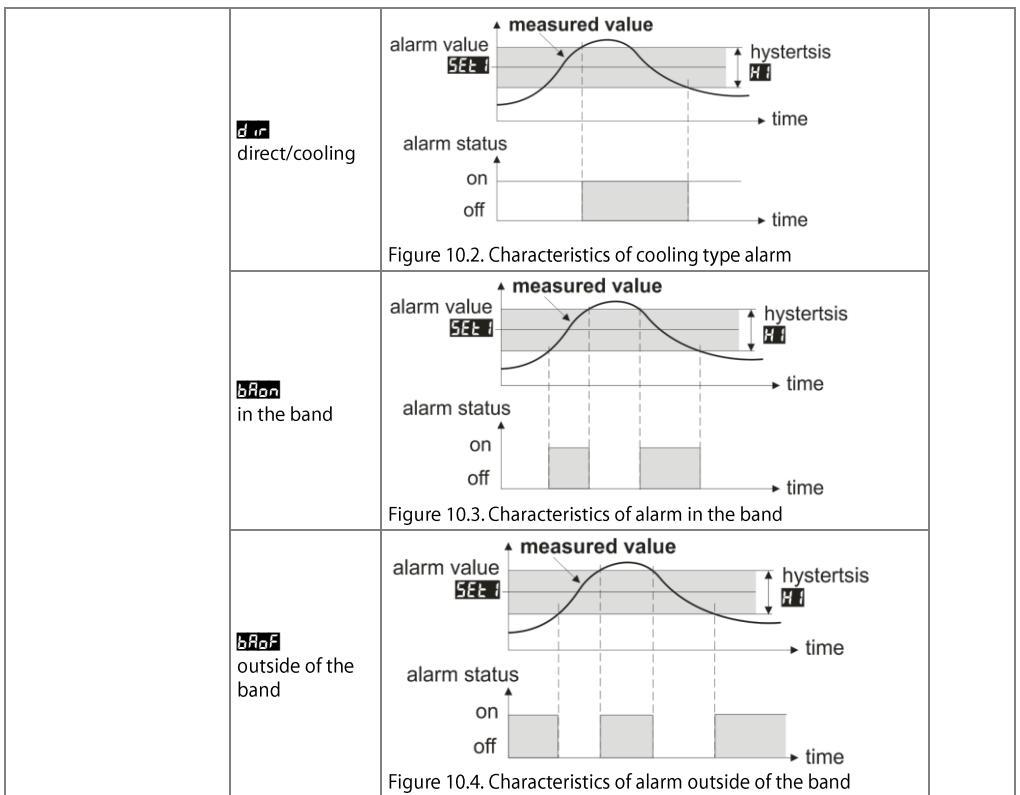 dir
direct/cooling
measured value
alarm value
SEt1
hystertsis
H1
time
alarm status
on
off
time
Figure 10.2. Characteristics of cooling type alarm
bAon
in the band
measured value
alarm value
SEt1
hystertsis
H1
time
alarm status
on
off
time
Figure 10.3. Characteristics of alarm in the band
bAoF
outside of the
band
measured value
alarm value
SEt1
hystertsis
H1
time
alarm status
on
off
time
Figure 10.4. Characteristics of alarm outside of the band